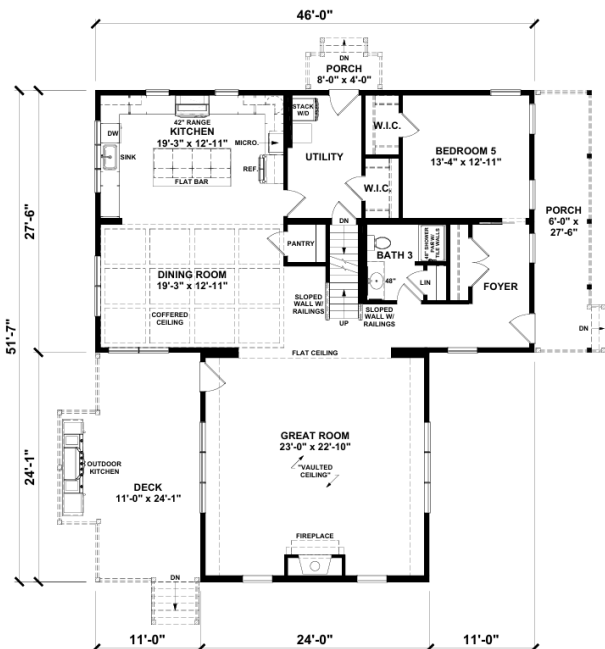 46'-0"
DN
PORCH
8'-0" x 4'-0"
STACK
W/D
42" RANGE
KITCHEN
19'-3" x 12'-11"
DW
SINK
MICRO.
REF.
FLAT BAR
UTILITY
W.I.C.
W.I.C.
BEDROOM 5
13'-4" x 12'-11"
PORCH
6'-0" x
27'-6"
27'-6"
51'-7"
DN
PANTRY
BATH 3
48" SHOWER
PAN W/
TILE WALLS
48"
LIN
FOYER
DINING ROOM
19'-3" x 12'-11"
COFFERED
CEILING
SLOPED
WALL W/
RAILINGS
UP
SLOPED
WALL W/
RAILINGS
DN
FLAT CEILING
GREAT ROOM
23'-0" x 22'-10"
"VAULTED
CEILING"
OUTDOOR
KITCHEN
DECK
11'-0" x 24'-1"
24'-1"
FIREPLACE
DN
11'-0"
24'-0"
11'-0"